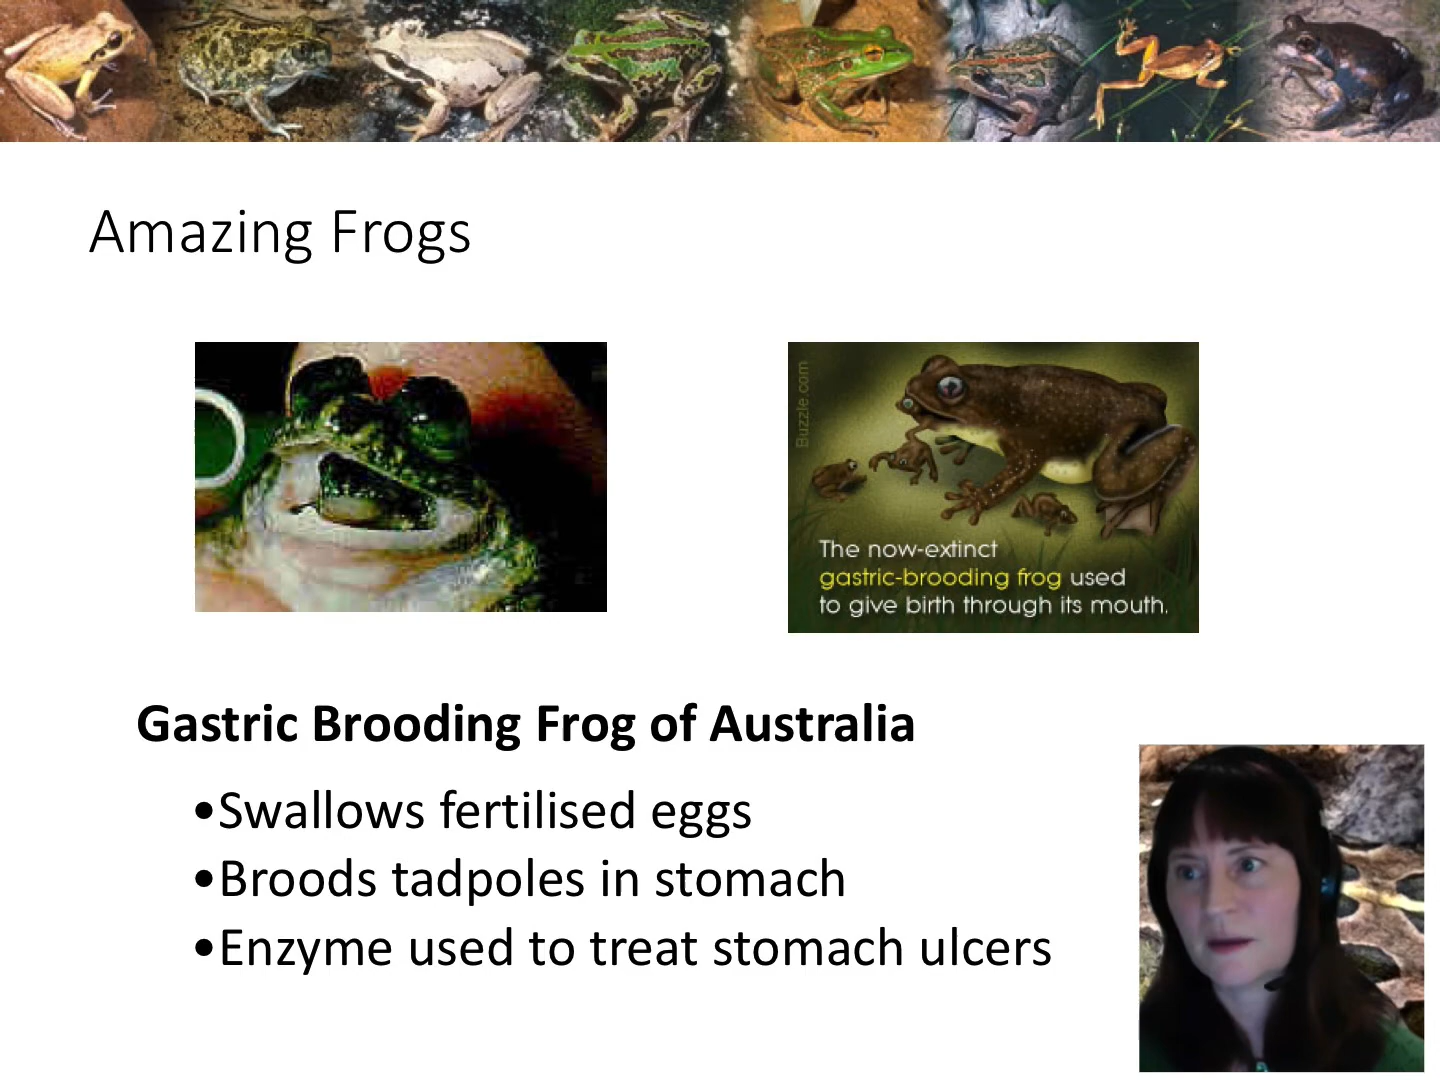 Amazing Frogs
Buzzle.com
The now-extinct
gastric-brooding frog used
to give birth through its mouth.
Gastric Brooding Frog of Australia
•Swallows fertilised eggs
•Broods tadpoles in stomach
•Enzyme used to treat stomach ulcers